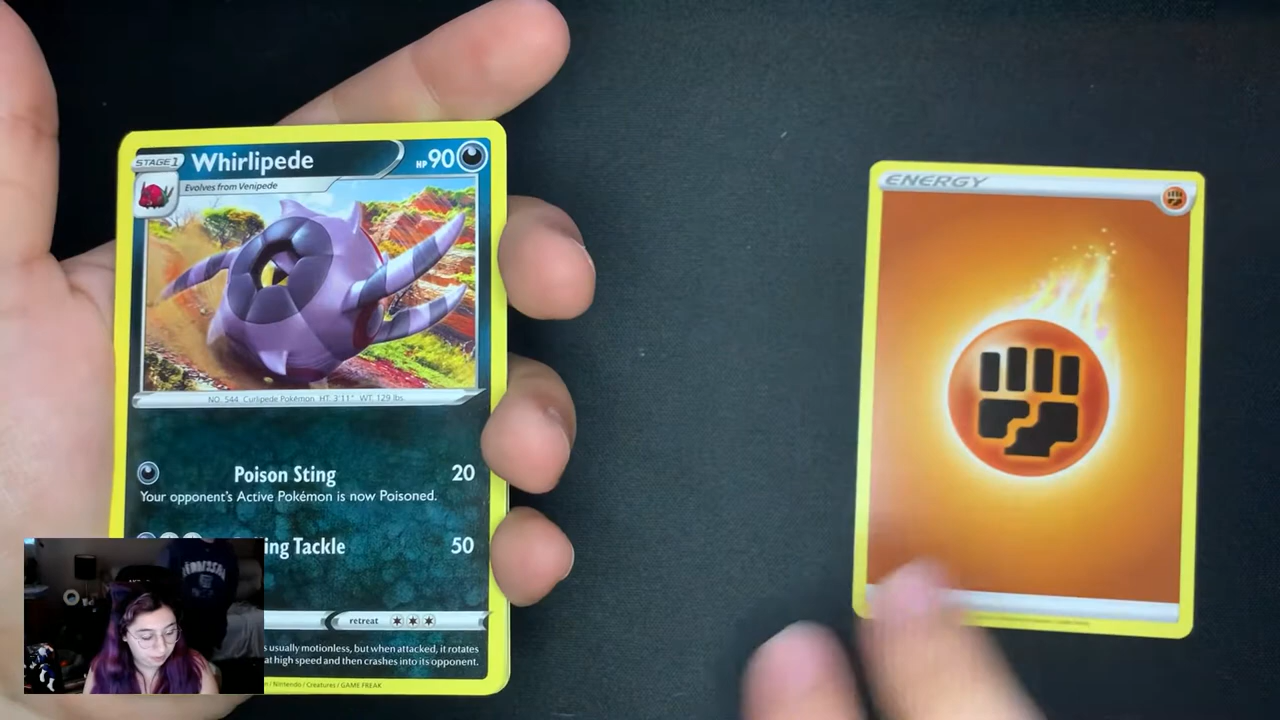 STAGE 1
Whirlipede
HP 90
Evolves from Venipede
NO. 544 Curlipede Pokémon HT: 3'11" WT: 129 lbs.
Poison Sting 20
Your opponent's Active Pokémon is now Poisoned.
ing Tackle 50
retreat
usually motionless, but when attacked, it rotates
at high speed and then crashes into its opponent.
/ Nintendo / Creatures / GAME FREAK
ENERGY